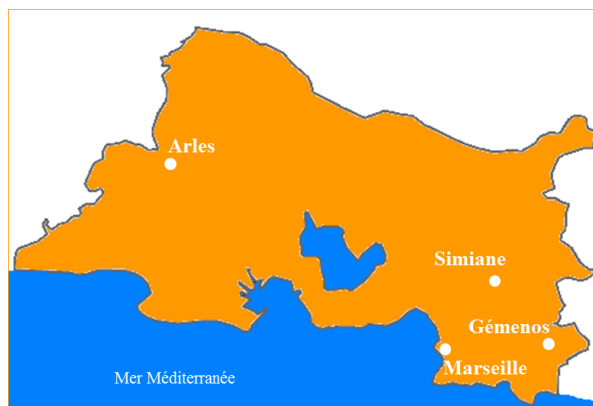 Arles
Simiane
Gémenos
Marseille
Mer Méditerranée